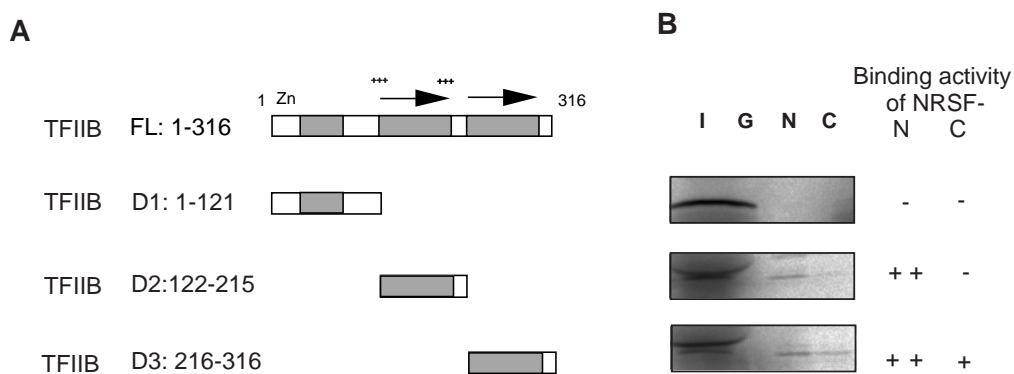 A
B
+++ +++
1 Zn 316
TFIIB FL: 1-316
TFIIB D1: 1-121
TFIIB D2:122-215
TFIIB D3: 216-316
Binding activity
of NRSF-
I G N C N C
- -
+ + -
+ + +